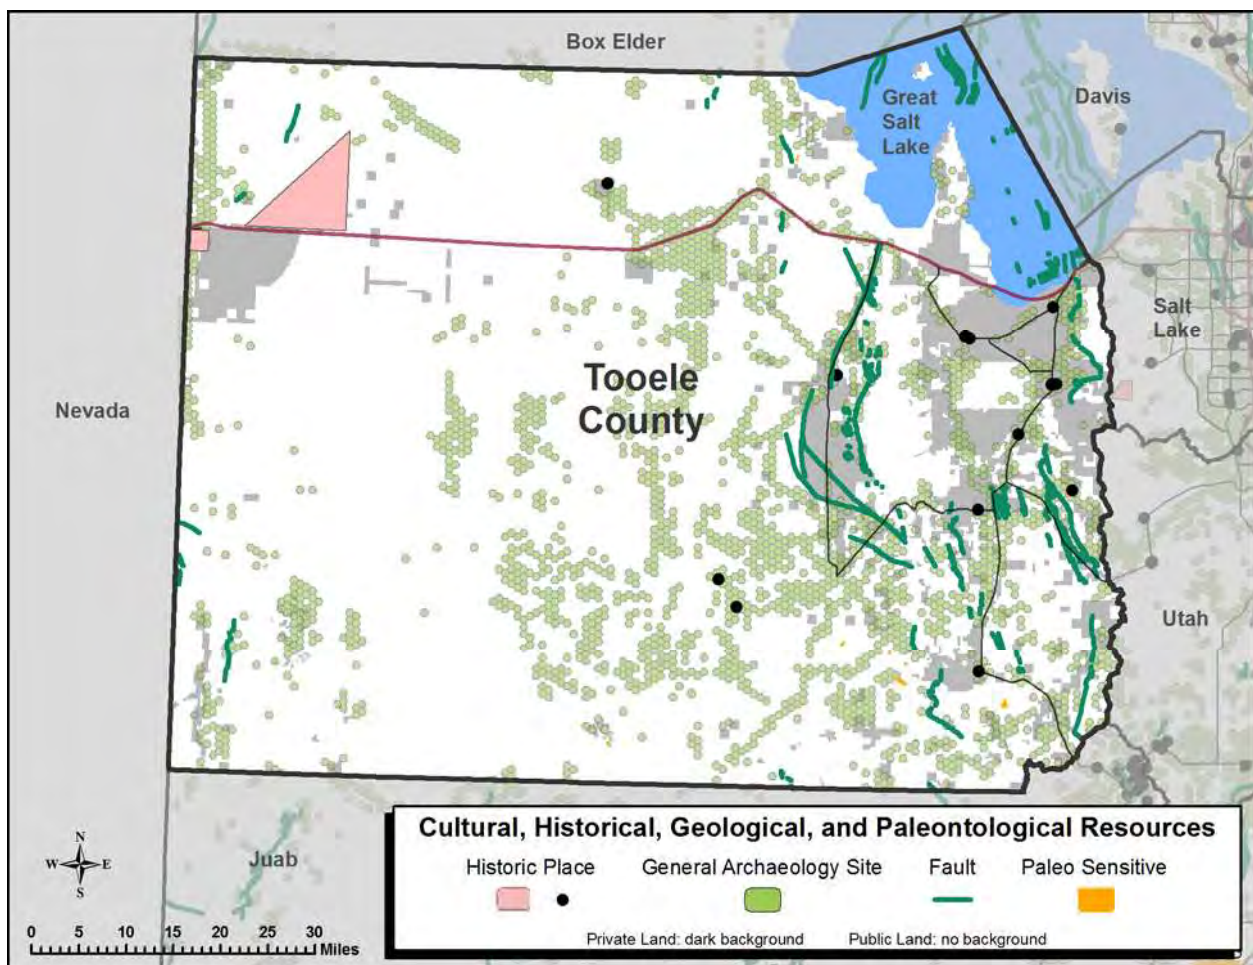 Box Elder
Great
Salt
Lake
Davis
Salt
Lake
Tooele
County
Nevada
Utah
Juab
N
W E
S
0 5 10 15 20 25 30
Miles
Cultural, Historical, Geological, and Paleontological Resources
Historic Place General Archaeology Site Fault Paleo Sensitive
Private Land: dark background Public Land: no background